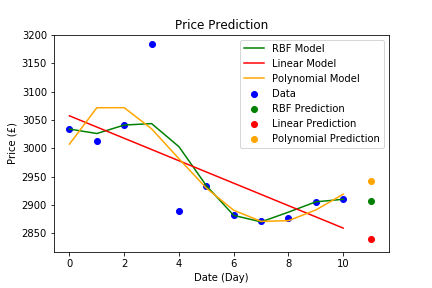 Price Prediction
3200
3150
3100
3050
3000
2950
2900
2850
Price (£)
RBF Model
Linear Model
Polynomial Model
Data
RBF Prediction
Linear Prediction
Polynomial Prediction
0 2 4 6 8 10
Date (Day)